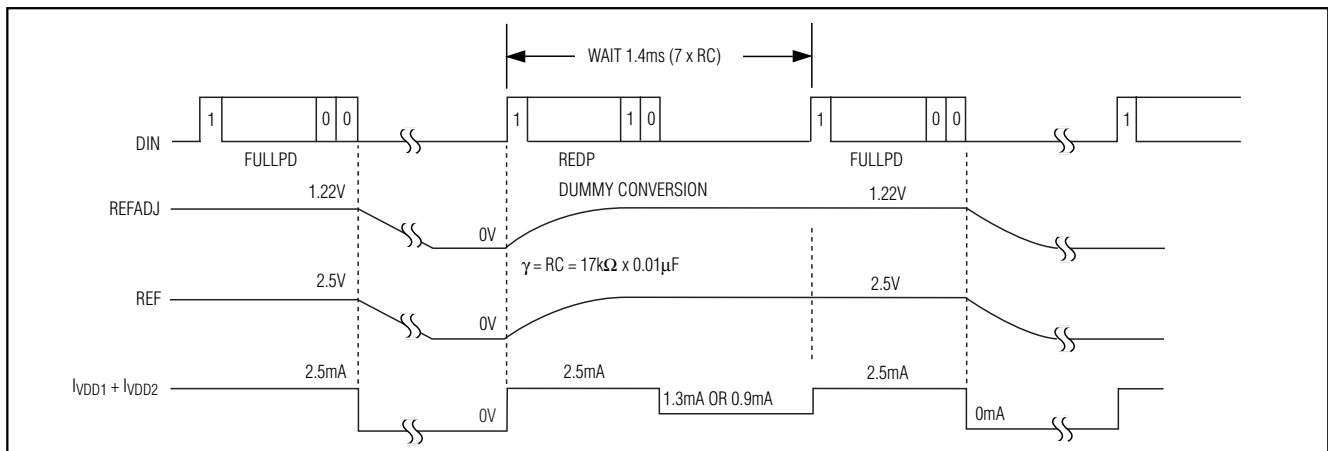 WAIT 1.4ms (7 x RC)
DIN
1
0
0
1
1
0
1
0
0
1
FULLPD
REDP
FULLPD
REFADJ
1.22V
0V
DUMMY CONVERSION
1.22V
γ = RC = 17kΩ x 0.01µF
REF
2.5V
0V
2.5V
IVDD1 + IVDD2
2.5mA
0V
2.5mA
1.3mA OR 0.9mA
2.5mA
0mA